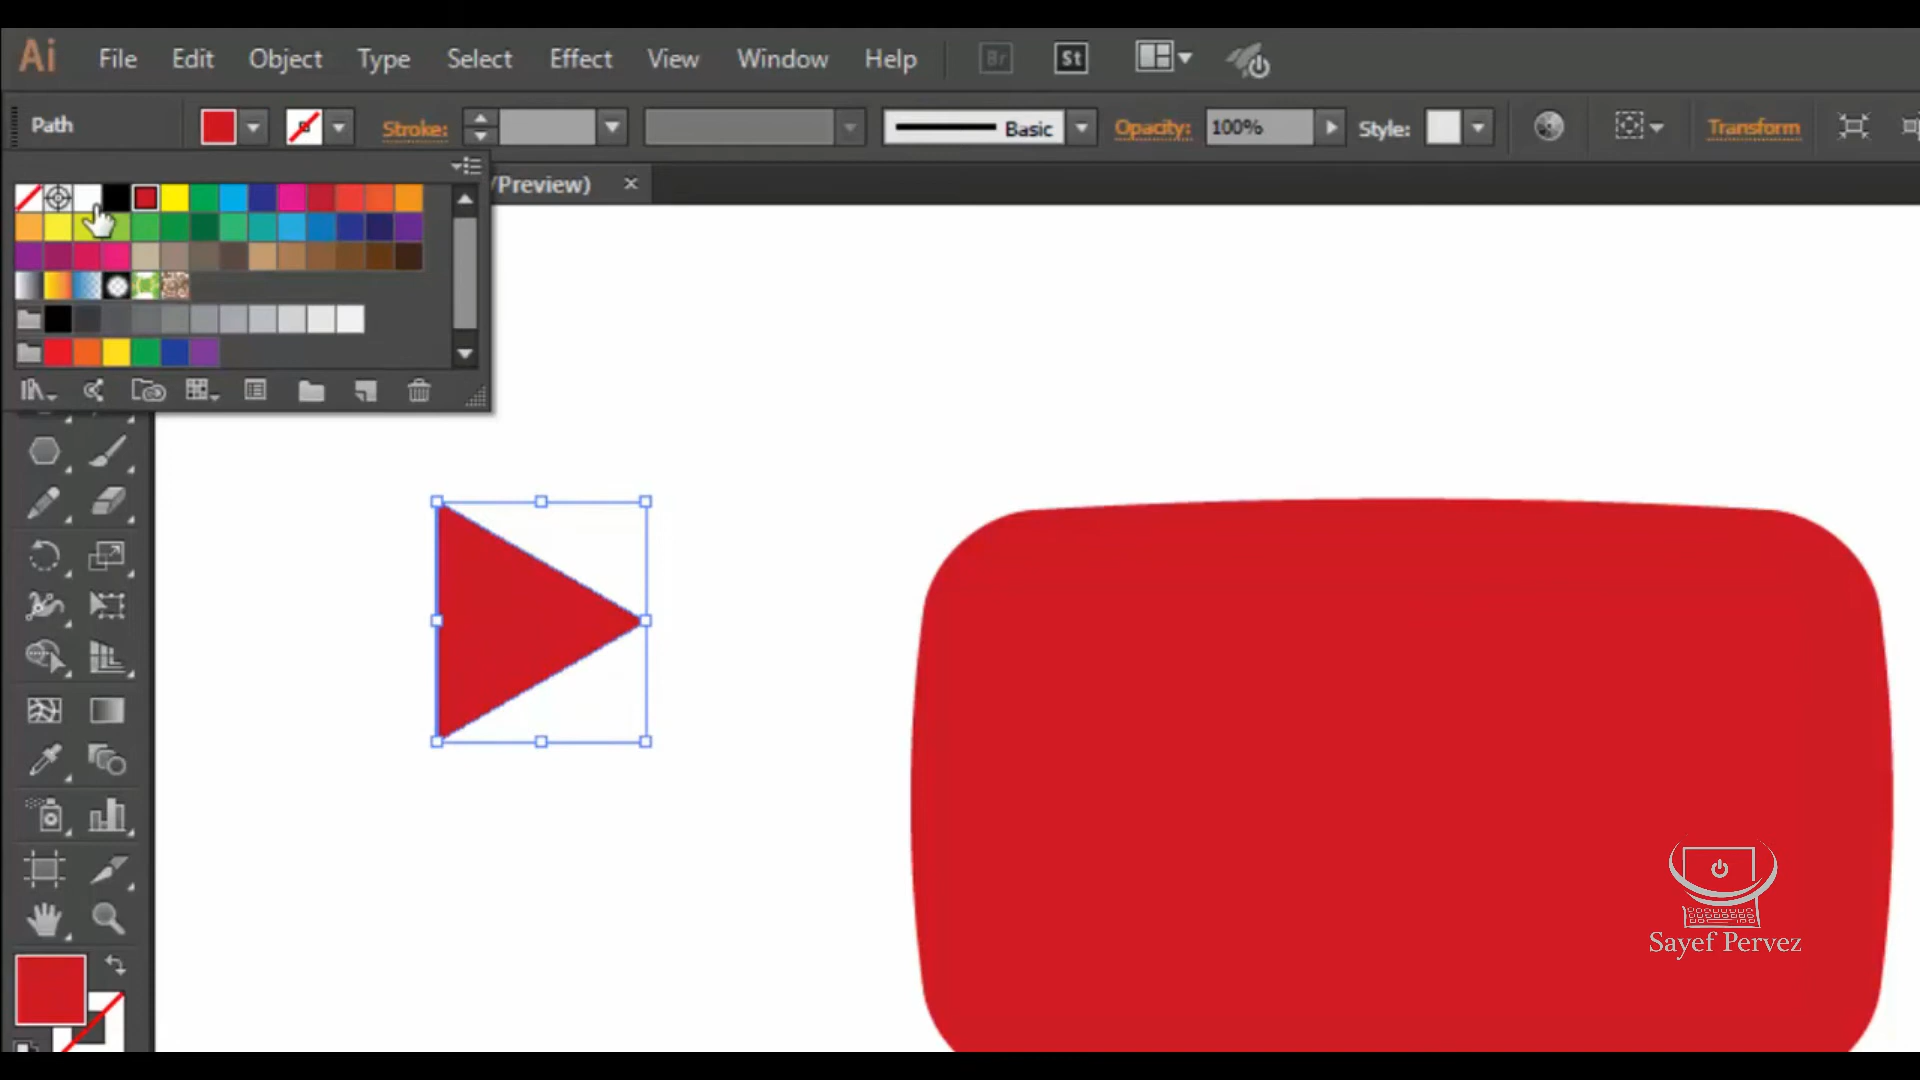 Ai File Edit Object Type Select Effect View Window Help Br St
Path Stroke: Basic Opacity: 100% Style: Transform
/Preview) ×
Sayef Pervez